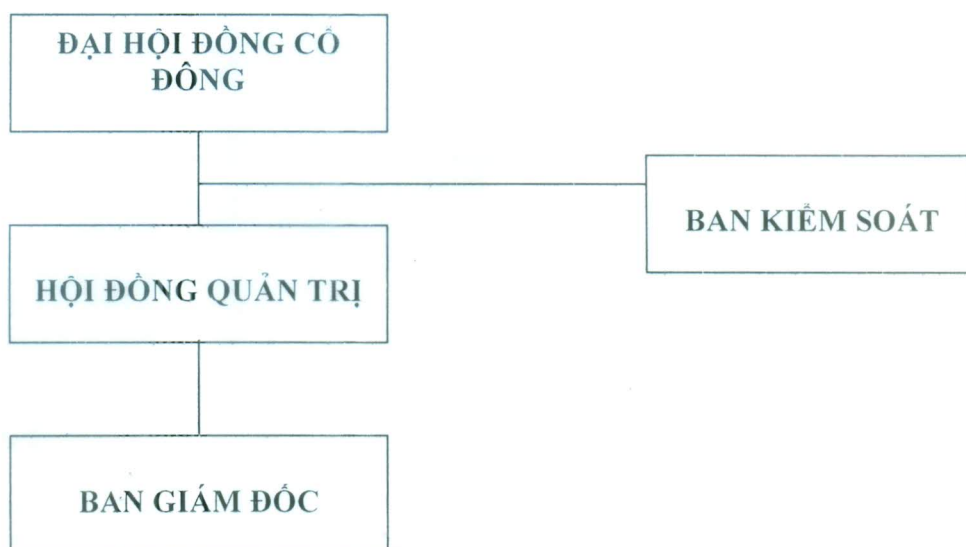 ĐẠI HỘI ĐỒNG CỔ
ĐÔNG
BAN KIỂM SOÁT
HỘI ĐỒNG QUẢN TRỊ
BAN GIÁM ĐỐC